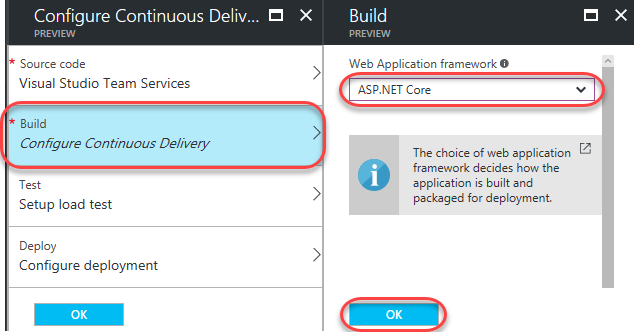 Configure Continuous Deliv...
PREVIEW
* Source code
Visual Studio Team Services
* Build
Configure Continuous Delivery
Test
Setup load test
Deploy
Configure deployment
OK
Build
PREVIEW
Web Application framework
ASP.NET Core
The choice of web application
framework decides how the
application is built and
packaged for deployment.
OK